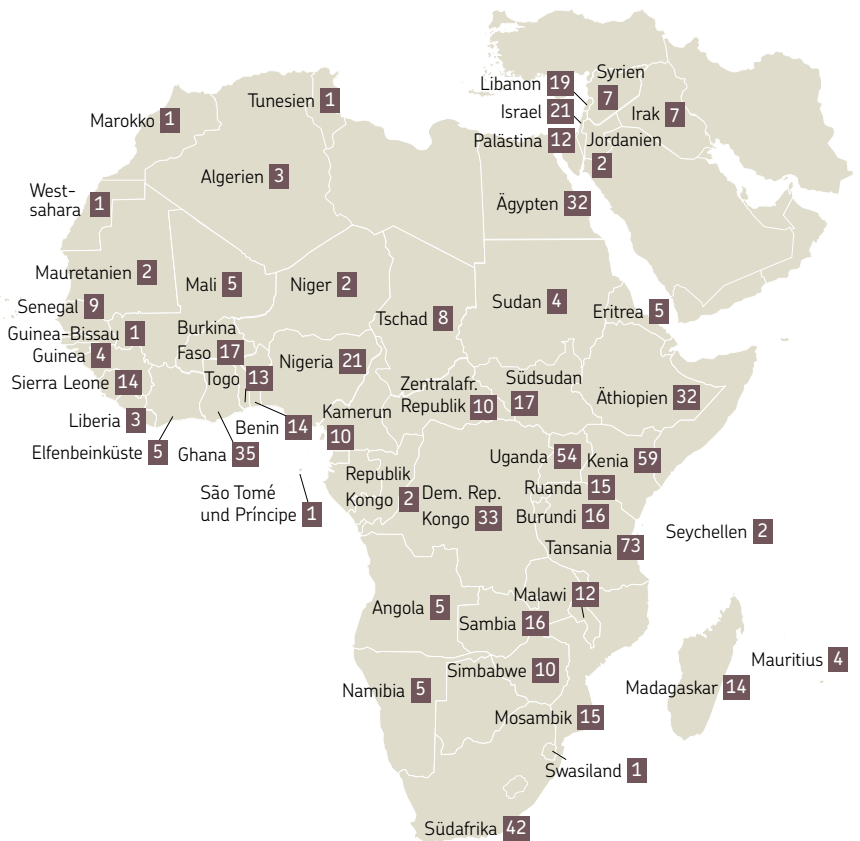 Syrien
7
Libanon 19
Israel 21
Irak 7
Palästina 12
Jordanien
2
Tunesien 1
Marokko 1
Algerien 3
West-
sahara 1
Ägypten 32
Mauretanien 2
Mali 5
Niger 2
Tschad 8
Sudan 4
Eritrea 5
Senegal 9
Guinea-Bissau 1
Guinea 4
Sierra Leone 14
Liberia 3
Elfenbeinküste 5
Burkina
Faso 17
Togo 13
Benin 14
Ghana 35
Nigeria 21
Kamerun
10
Zentralafr.
Republik 10
Südsudan
17
Äthiopien 32
São Tomé
und Príncipe 1
Republik
Kongo 2
Dem. Rep.
Kongo 33
Uganda 54
Kenia 59
Ruanda 15
Burundi 16
Tansania 73
Seychellen 2
Malawi 12
Angola 5
Sambia 16
Simbabwe 10
Namibia 5
Mosambik 15
Madagaskar 14
Mauritius 4
Swasiland 1
Südafrika 42